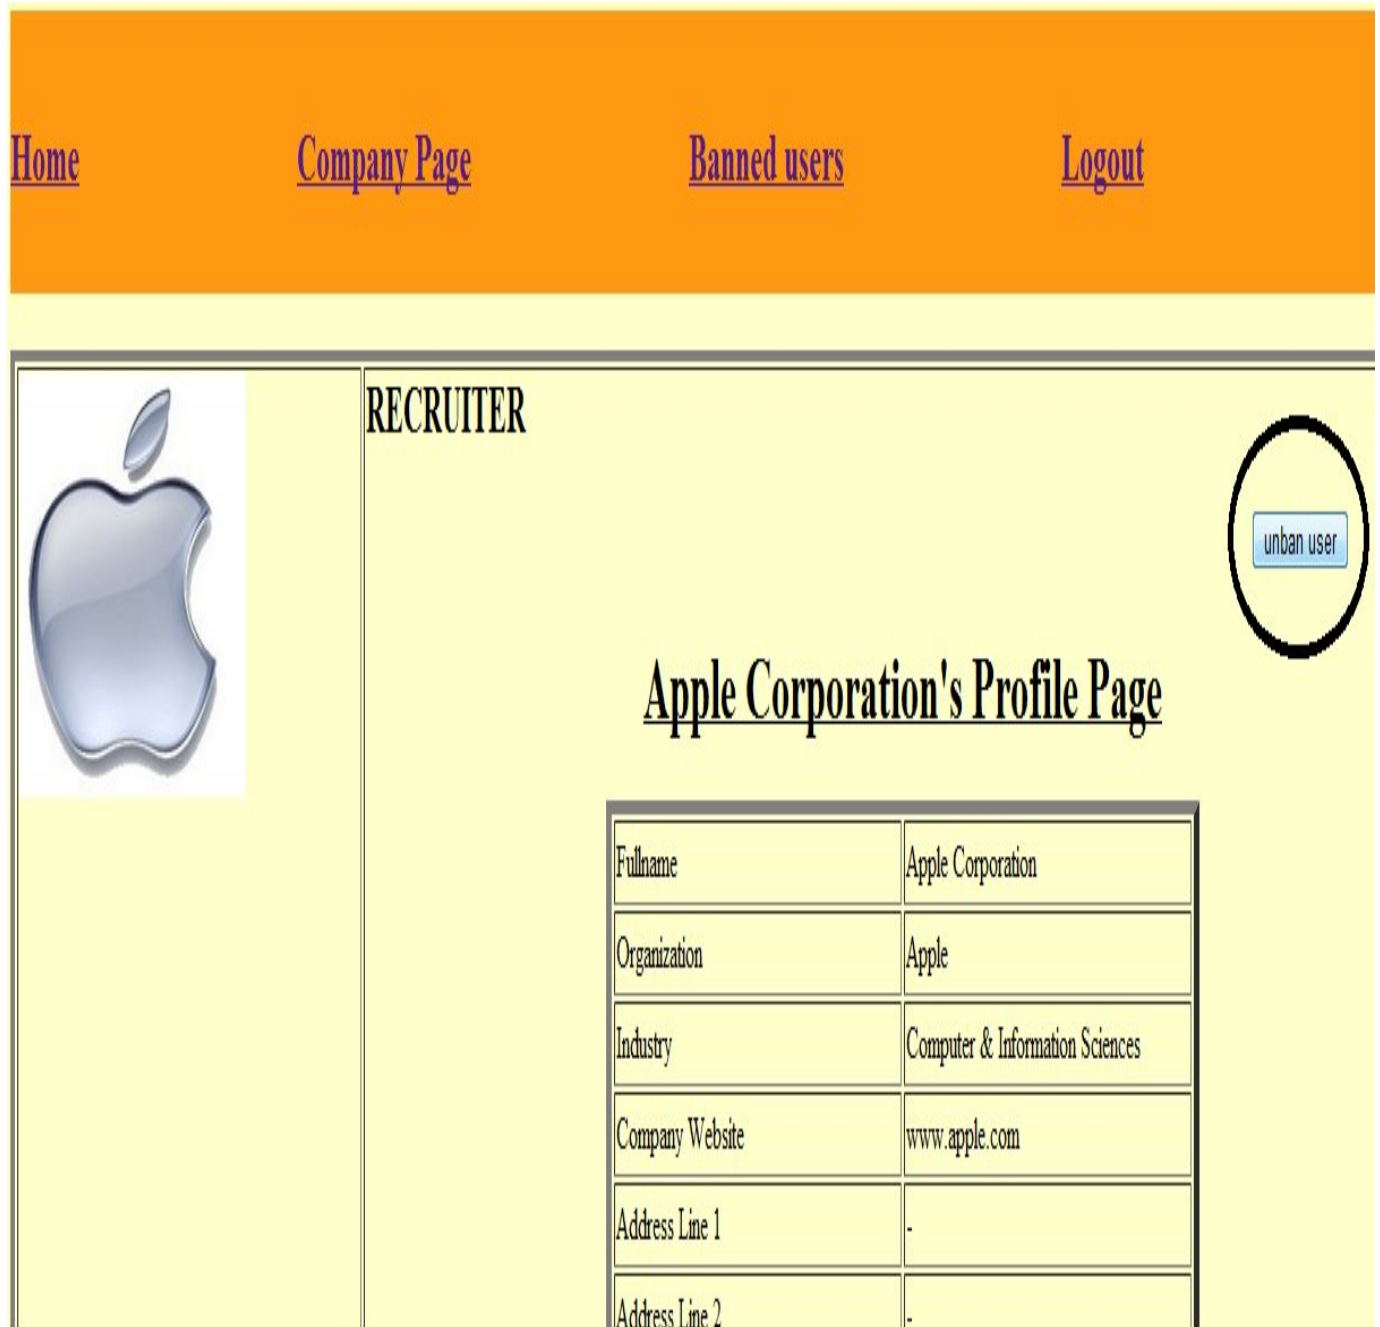 Home Company Page Banned users Logout
RECRUITER
unban user
Apple Corporation's Profile Page
Fullname Apple Corporation
Organization Apple
Industry Computer & Information Sciences
Company Website www.apple.com
Address Line 1 -
Address Line 2 -